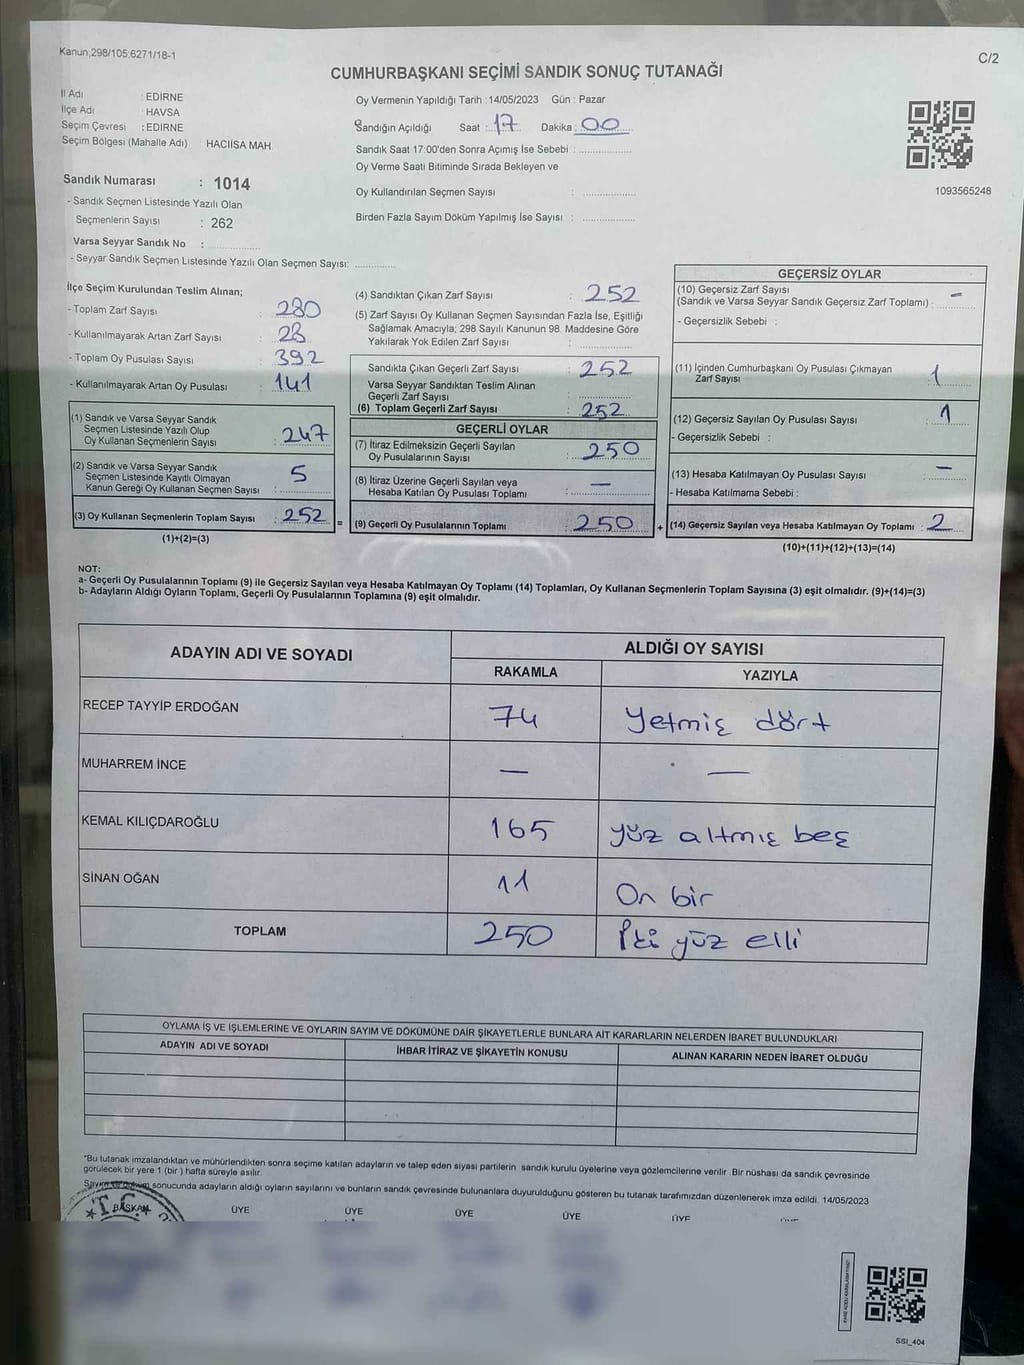 EXIT
Kanun;298/105;6271/18-1
C/2
CUMHURBAŞKANI SEÇİMİ SANDIK SONUÇ TUTANAĞI
İl Adı : EDIRNE
İlçe Adı : HAVSA
Seçim Çevresi : EDIRNE
Seçim Bölgesi (Mahalle Adı) : HACIİSA MAH.
Sandık Numarası : 1014
- Sandık Seçmen Listesinde Yazılı Olan
Seçmenlerin Sayısı : 262
Varsa Seyyar Sandık No :
- Seyyar Sandık Seçmen Listesinde Yazılı Olan Seçmen Sayısı:
Oy Vermenin Yapıldığı Tarih : 14/05/2023 Gün : Pazar
Sandığın Açıldığı Saat : 17 Dakika : 00
Sandık Saat 17:00'den Sonra Açımış İse Sebebi :
Oy Verme Saati Bitiminde Sırada Bekleyen ve
Oy Kullandırılan Seçmen Sayısı :
Birden Fazla Sayım Döküm Yapılmış İse Sayısı :
1093565248
İlçe Seçim Kurulundan Teslim Alınan;
- Toplam Zarf Sayısı : 280
- Kullanılmayarak Artan Zarf Sayısı : 28
- Toplam Oy Pusulası Sayısı : 392
- Kullanılmayarak Artan Oy Pusulası : 141
(1) Sandık ve Varsa Seyyar Sandık
Seçmen Listesinde Yazılı Olup
Oy Kullanan Seçmenlerin Sayısı : 247
(2) Sandık ve Varsa Seyyar Sandık
Seçmen Listesinde Kayıtlı Olmayan
Kanun Gereği Oy Kullanan Seçmen Sayısı : 5
(3) Oy Kullanan Seçmenlerin Toplam Sayısı : 252 =
(1)+(2)=(3)
(4) Sandıktan Çıkan Zarf Sayısı : 252
(5) Zarf Sayısı Oy Kullanan Seçmen Sayısından Fazla İse, Eşitliği
Sağlamak Amacıyla; 298 Sayılı Kanunun 98. Maddesine Göre
Yakılarak Yok Edilen Zarf Sayısı :
Sandıkta Çıkan Geçerli Zarf Sayısı : 252
Varsa Seyyar Sandıktan Teslim Alınan
Geçerli Zarf Sayısı :
(6) Toplam Geçerli Zarf Sayısı : 252
GEÇERLİ OYLAR
(7) İtiraz Edilmeksizin Geçerli Sayılan
Oy Pusulalarının Sayısı : 250
(8) İtiraz Üzerine Geçerli Sayılan veya
Hesaba Katılan Oy Pusulası Toplamı : —
(9) Geçerli Oy Pusulalarının Toplamı : 250 +
GEÇERSİZ OYLAR
(10) Geçersiz Zarf Sayısı
(Sandık ve Varsa Seyyar Sandık Geçersiz Zarf Toplamı) : —
- Geçersizlik Sebebi :
(11) İçinden Cumhurbaşkanı Oy Pusulası Çıkmayan
Zarf Sayısı : 1
(12) Geçersiz Sayılan Oy Pusulası Sayısı : 1
- Geçersizlik Sebebi :
(13) Hesaba Katılmayan Oy Pusulası Sayısı : —
- Hesaba Katılmama Sebebi :
(14) Geçersiz Sayılan veya Hesaba Katılmayan Oy Toplamı : 2
(10)+(11)+(12)+(13)=(14)
NOT:
a- Geçerli Oy Pusulalarının Toplamı (9) ile Geçersiz Sayılan veya Hesaba Katılmayan Oy Toplamı (14) Toplamları, Oy Kullanan Seçmenlerin Toplam Sayısına (3) eşit olmalıdır. (9)+(14)=(3)
b- Adayların Aldığı Oyların Toplamı, Geçerli Oy Pusulalarının Toplamına (9) eşit olmalıdır.
ADAYIN ADI VE SOYADI
ALDIĞI OY SAYISI
RAKAMLA YAZIYLA
RECEP TAYYİP ERDOĞAN 74 Yetmiş dört
MUHARREM İNCE — —
KEMAL KILIÇDAROĞLU 165 yüz altmış beş
SİNAN OĞAN 11 On bir
TOPLAM 250 İki yüz elli
OYLAMA İŞ VE İŞLEMLERİNE VE OYLARIN SAYIM VE DÖKÜMÜNE DAİR ŞİKAYETLERLE BUNLARA AİT KARARLARIN NELERDEN İBARET BULUNDUKLARI
ADAYIN ADI VE SOYADI İHBAR İTİRAZ VE ŞİKAYETİN KONUSU ALINAN KARARIN NEDEN İBARET OLDUĞU
*Bu tutanak imzalandıktan ve mühürlendikten sonra seçime katılan adayların ve talep eden siyasi partilerin sandık kurulu üyelerine veya gözlemcilerine verilir. Bir nüshası da sandık çevresinde
görülecek bir yere 1 (bir) hafta süreyle asılır.
sonucunda adayların aldığı oyların sayılarını ve bunların sandık çevresinde bulunanlara duyurulduğunu gösteren bu tutanak tarafımızdan düzenlenerek imza edildi. 14/05/2023
T.C.
BAŞKAN ÜYE ÜYE ÜYE ÜYE ÜYE
SSI_404